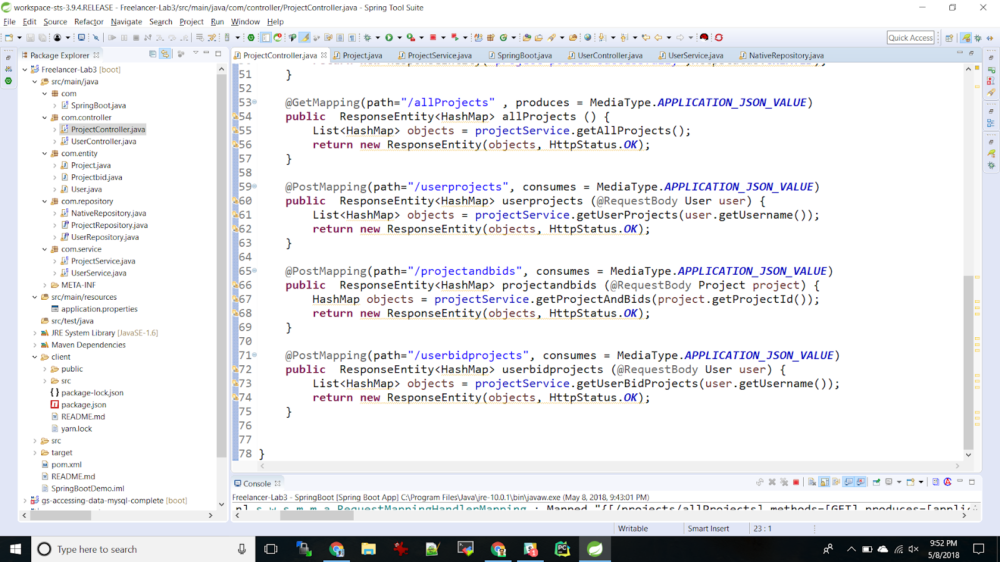 workspace-sts-3.9.4.RELEASE - Freelancer-Lab3/src/main/java/com/controller/ProjectController.java - Spring Tool Suite
File Edit Source Refactor Navigate Search Project Run Window Help
Quick Access
Package Explorer
Freelancer-Lab3 [boot]
src/main/java
com
SpringBoot.java
com.controller
ProjectController.java
UserController.java
com.entity
Project.java
Projectbid.java
User.java
com.repository
NativeRepository.java
ProjectRepository.java
UserRepository.java
com.service
ProjectService.java
UserService.java
META-INF
src/main/resources
application.properties
src/test/java
JRE System Library [JavaSE-1.6]
Maven Dependencies
client
public
src
package-lock.json
package.json
README.md
yarn.lock
src
target
pom.xml
README.md
SpringBootDemo.iml
gs-accessing-data-mysql-complete [boot]
ProjectController.java Project.java ProjectService.java SpringBoot.java UserController.java UserService.java NativeRepository.java
51 }
52
53 @GetMapping(path="/allProjects" , produces = MediaType.APPLICATION_JSON_VALUE)
54 public ResponseEntity<HashMap> allProjects () {
55 List<HashMap> objects = projectService.getAllProjects();
56 return new ResponseEntity(objects, HttpStatus.OK);
57 }
58
59 @PostMapping(path="/userprojects", consumes = MediaType.APPLICATION_JSON_VALUE)
60 public ResponseEntity<HashMap> userprojects (@RequestBody User user) {
61 List<HashMap> objects = projectService.getUserProjects(user.getUsername());
62 return new ResponseEntity(objects, HttpStatus.OK);
63 }
64
65 @PostMapping(path="/projectandbids", consumes = MediaType.APPLICATION_JSON_VALUE)
66 public ResponseEntity<HashMap> projectandbids (@RequestBody Project project) {
67 HashMap objects = projectService.getProjectAndBids(project.getProjectId());
68 return new ResponseEntity(objects, HttpStatus.OK);
69 }
70
71 @PostMapping(path="/userbidprojects", consumes = MediaType.APPLICATION_JSON_VALUE)
72 public ResponseEntity<HashMap> userbidprojects (@RequestBody User user) {
73 List<HashMap> objects = projectService.getUserBidProjects(user.getUsername());
74 return new ResponseEntity(objects, HttpStatus.OK);
75 }
76
77
78 }
Console
Freelancer-Lab3 - SpringBoot [Spring Boot App] C:\Program Files\Java\jre-10.0.1\bin\javaw.exe (May 8, 2018, 9:43:01 PM)
s.w.s.m.m.a.RequestMappingHandlerMapping : Mapped "{[/projects/allProjects],methods=[GET],produces=[applic
Writable Smart Insert 23 : 1
Type here to search
9:52 PM
5/8/2018